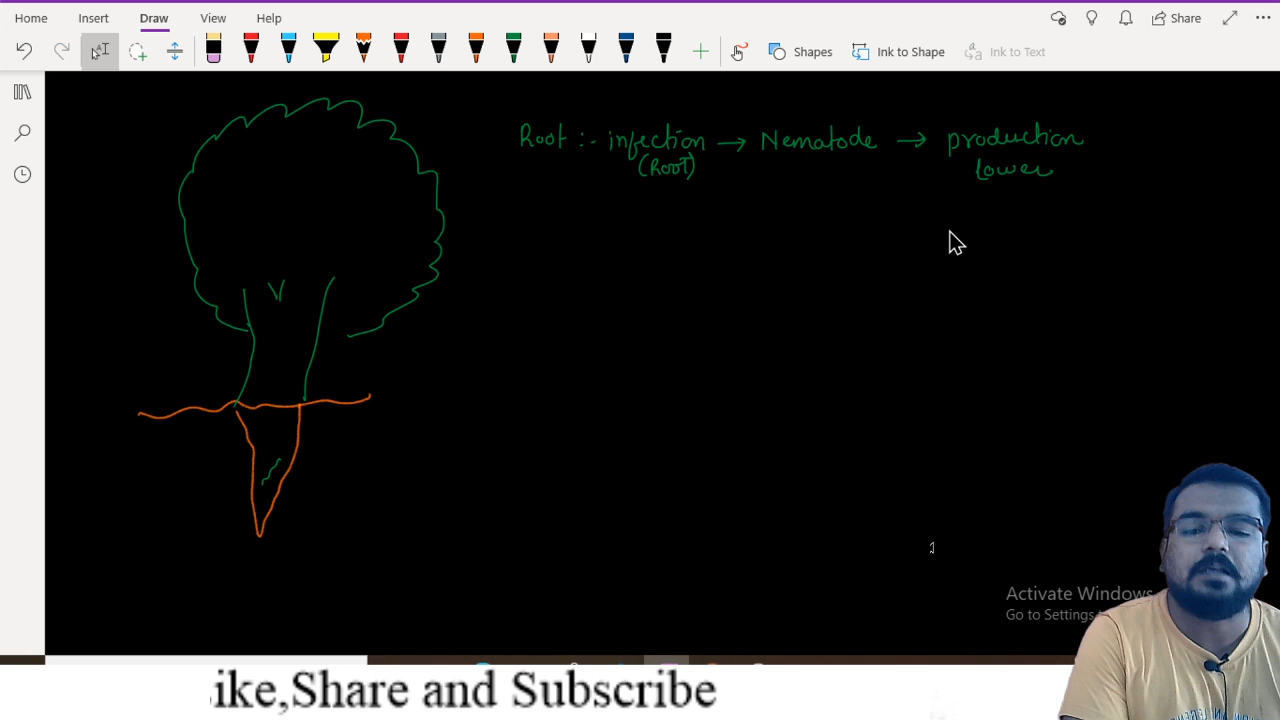 Home Insert Draw View Help
Share
Shapes Ink to Shape Ink to Text
Root :- infection → Nematode → production
(Root) Lower
Activate Windows
Go to Settings
ike,Share and Subscribe